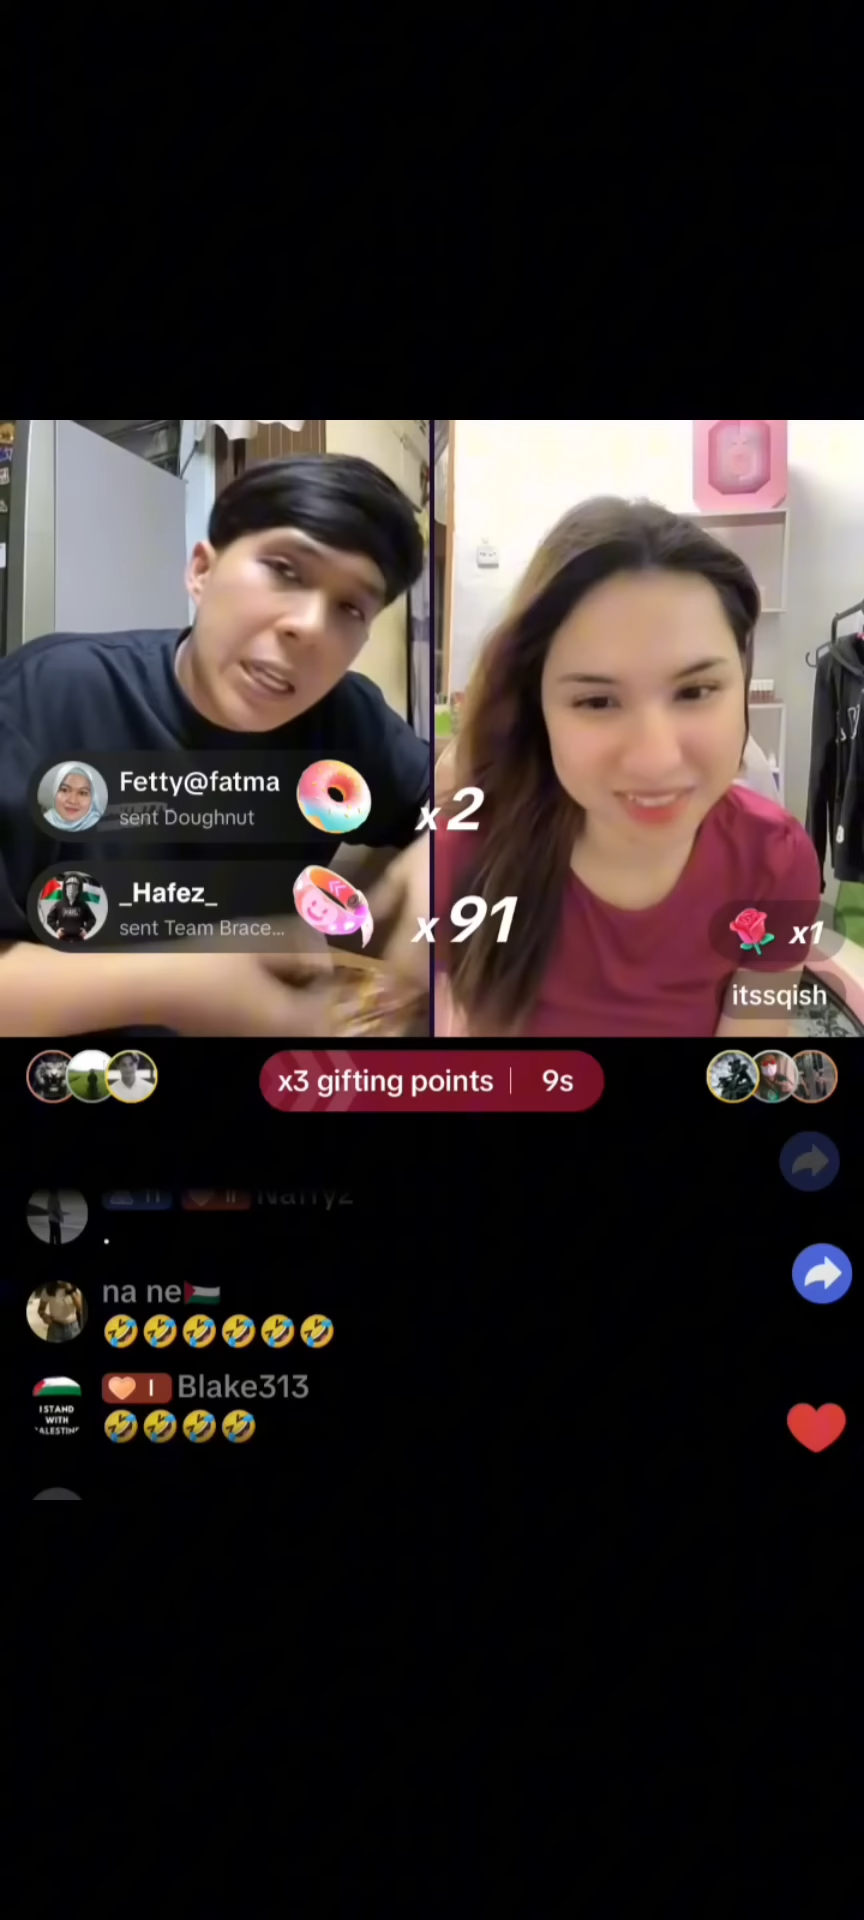 Fetty@fatma
sent Doughnut
x2
_Hafez_
sent Team Brace...
x91
x1
itssqish
x3 gifting points | 9s
.
na ne🇵🇸
🤣🤣🤣🤣🤣🤣
I Blake313
🤣🤣🤣🤣
I STAND
WITH